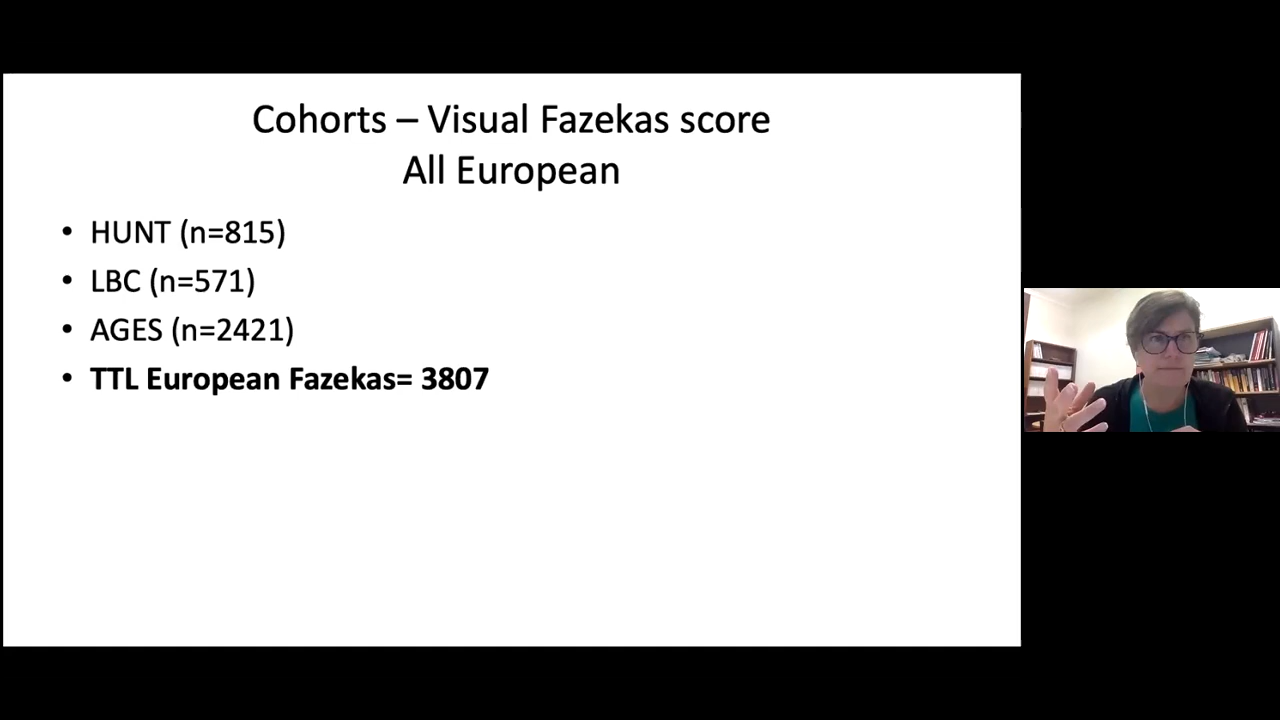 Cohorts – Visual Fazekas score
All European
• HUNT (n=815)
• LBC (n=571)
• AGES (n=2421)
• TTL European Fazekas= 3807